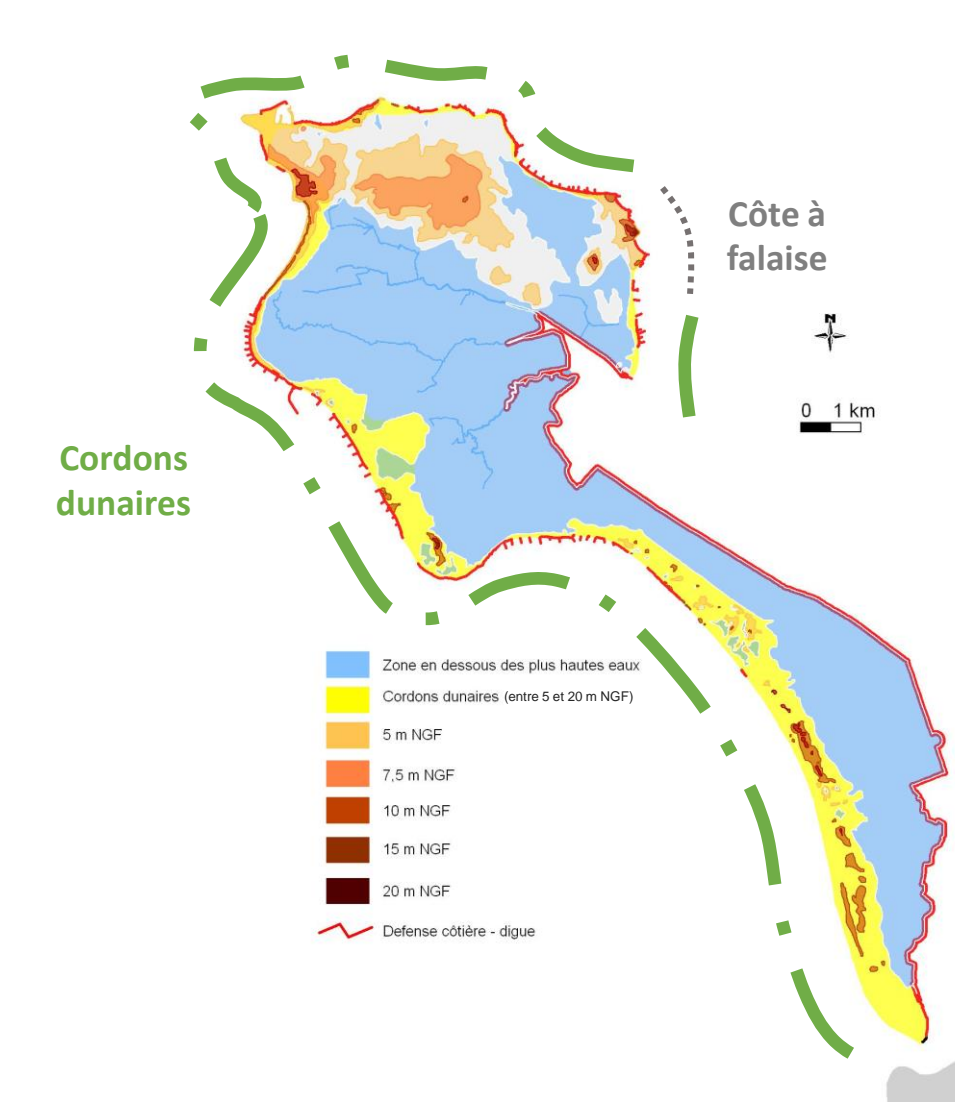 Côte à
falaise
N
0 1 km
Cordons
dunaires
Zone en dessous des plus hautes eaux
Cordons dunaires (entre 5 et 20 m NGF)
5 m NGF
7,5 m NGF
10 m NGF
15 m NGF
20 m NGF
Defense côtière - digue